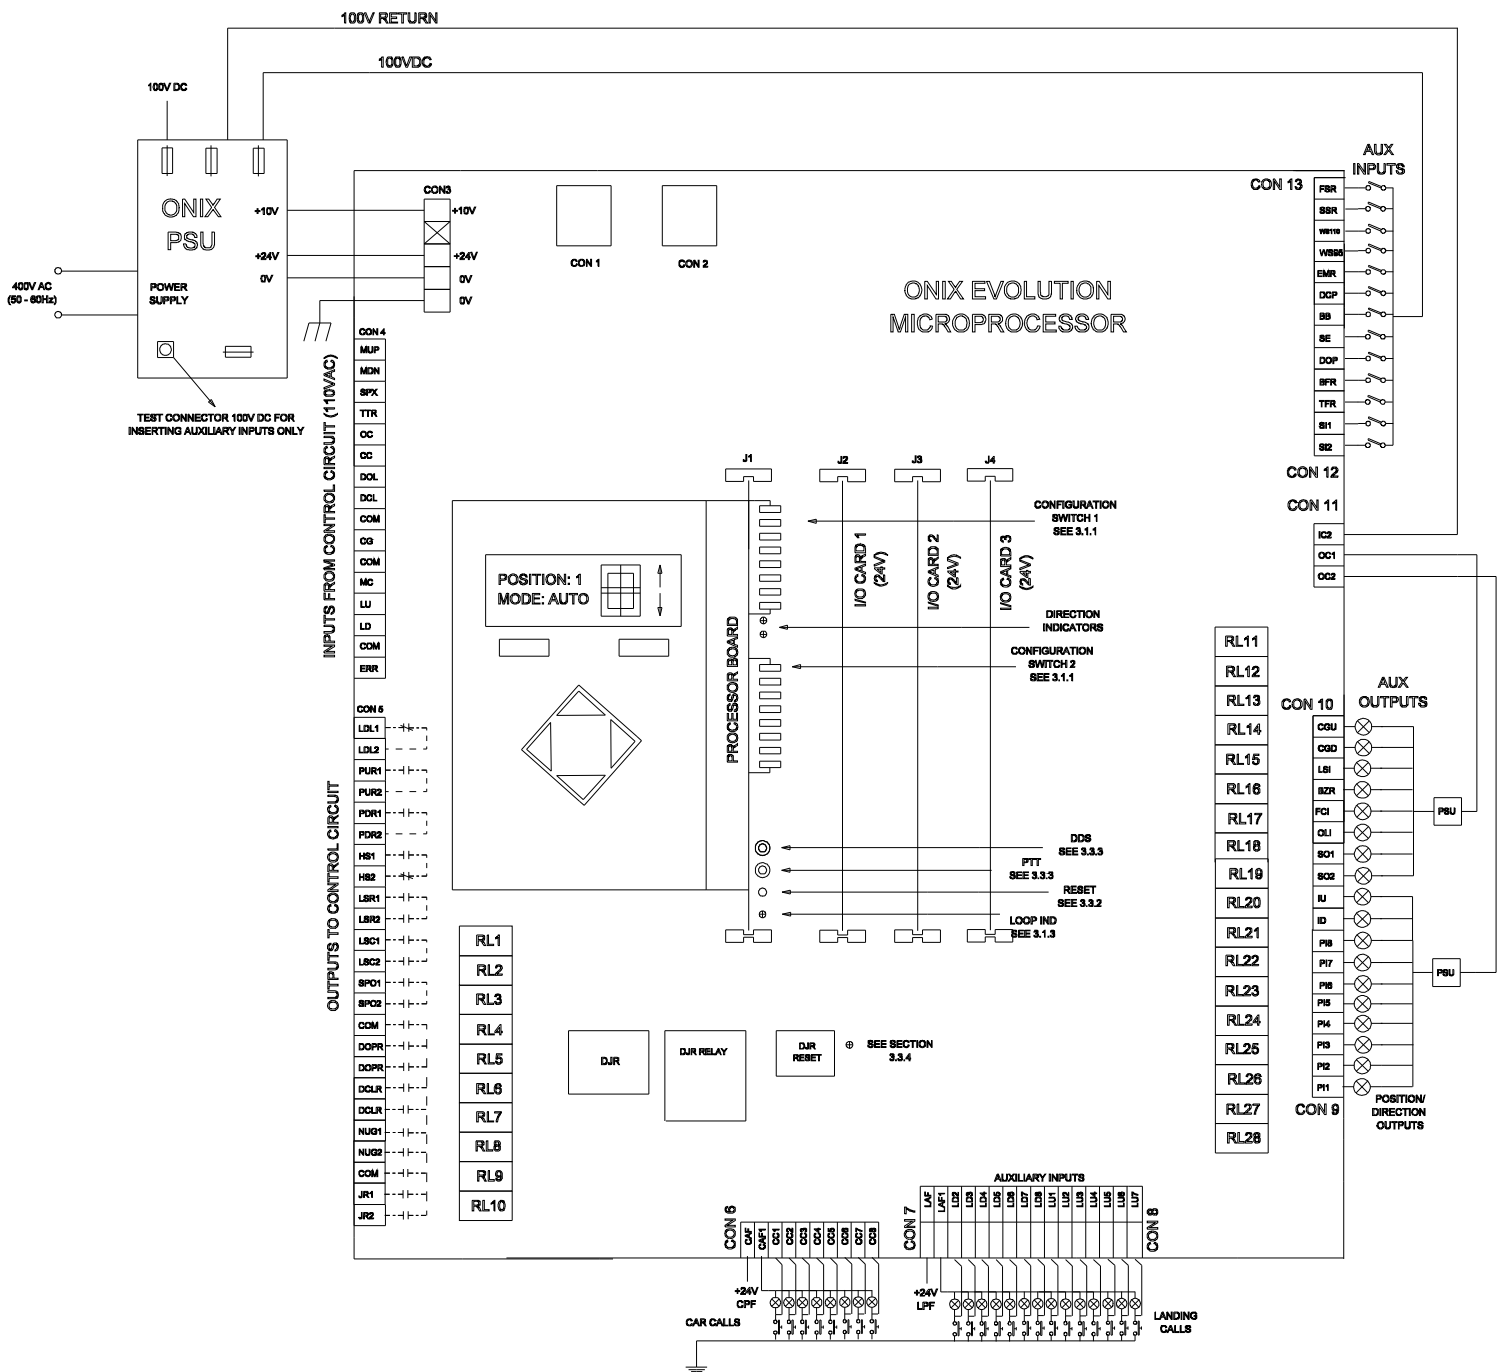 100V RETURN
100VDC
100V DC
ONIX
PSU
+10V
+24V
0V
400V AC
(50 - 60Hz)
POWER
SUPPLY
TEST CONNECTOR 100V DC FOR
INSERTING AUXILIARY INPUTS ONLY
CON3
+10V
+24V
0V
0V
CON 1
CON 2
ONIX EVOLUTION
MICROPROCESSOR
AUX
INPUTS
CON 13
FSR
SSR
WS110
WS95
EMR
DCP
BB
SE
DOP
BFR
TFR
SI1
SI2
CON 12
CON 11
IC2
OC1
OC2
INPUTS FROM CONTROL CIRCUIT (110VAC)
CON 4
MUP
MDN
SPX
TTR
OC
CC
DOL
DCL
COM
CG
COM
MC
LU
LD
COM
ERR
OUTPUTS TO CONTROL CIRCUIT
CON 5
LDL1
LDL2
PUR1
PUR2
PDR1
PDR2
HS1
HS2
LSR1
LSR2
LSC1
LSC2
SPO1
SPO2
COM
DOPR
DOPR
DCLR
DCLR
NUG1
NUG2
COM
JR1
JR2
POSITION: 1
MODE: AUTO
PROCESSOR BOARD
J1
J2
J3
J4
I/O CARD 1
(24V)
I/O CARD 2
(24V)
I/O CARD 3
(24V)
CONFIGURATION
SWITCH 1
SEE 3.1.1
DIRECTION
INDICATORS
CONFIGURATION
SWITCH 2
SEE 3.1.1
DDS
SEE 3.3.3
PTT
SEE 3.3.3
RESET
SEE 3.3.2
LOOP IND
SEE 3.1.3
RL1
RL2
RL3
RL4
RL5
RL6
RL7
RL8
RL9
RL10
DJR
DJR RELAY
DJR
RESET
SEE SECTION
3.3.4
RL11
RL12
RL13
RL14
RL15
RL16
RL17
RL18
RL19
RL20
RL21
RL22
RL23
RL24
RL25
RL26
RL27
RL28
AUX
OUTPUTS
CON 10
CGU
CGD
LSI
BZR
FCI
OLI
SO1
SO2
IU
ID
PI8
PI7
PI6
PI5
PI4
PI3
PI2
PI1
PSU
PSU
CON 9
POSITION/
DIRECTION
OUTPUTS
CON 6
CAF
CAF1
CC1
CC2
CC3
CC4
CC5
CC6
CC7
CC8
+24V
CPF
CAR CALLS
AUXILIARY INPUTS
CON 7
LAF
LAF1
LD2
LD3
LD4
LD5
LD6
LD7
LD8
LU1
LU2
LU3
LU4
LU5
LU6
LU7
CON 8
+24V
LPF
LANDING
CALLS